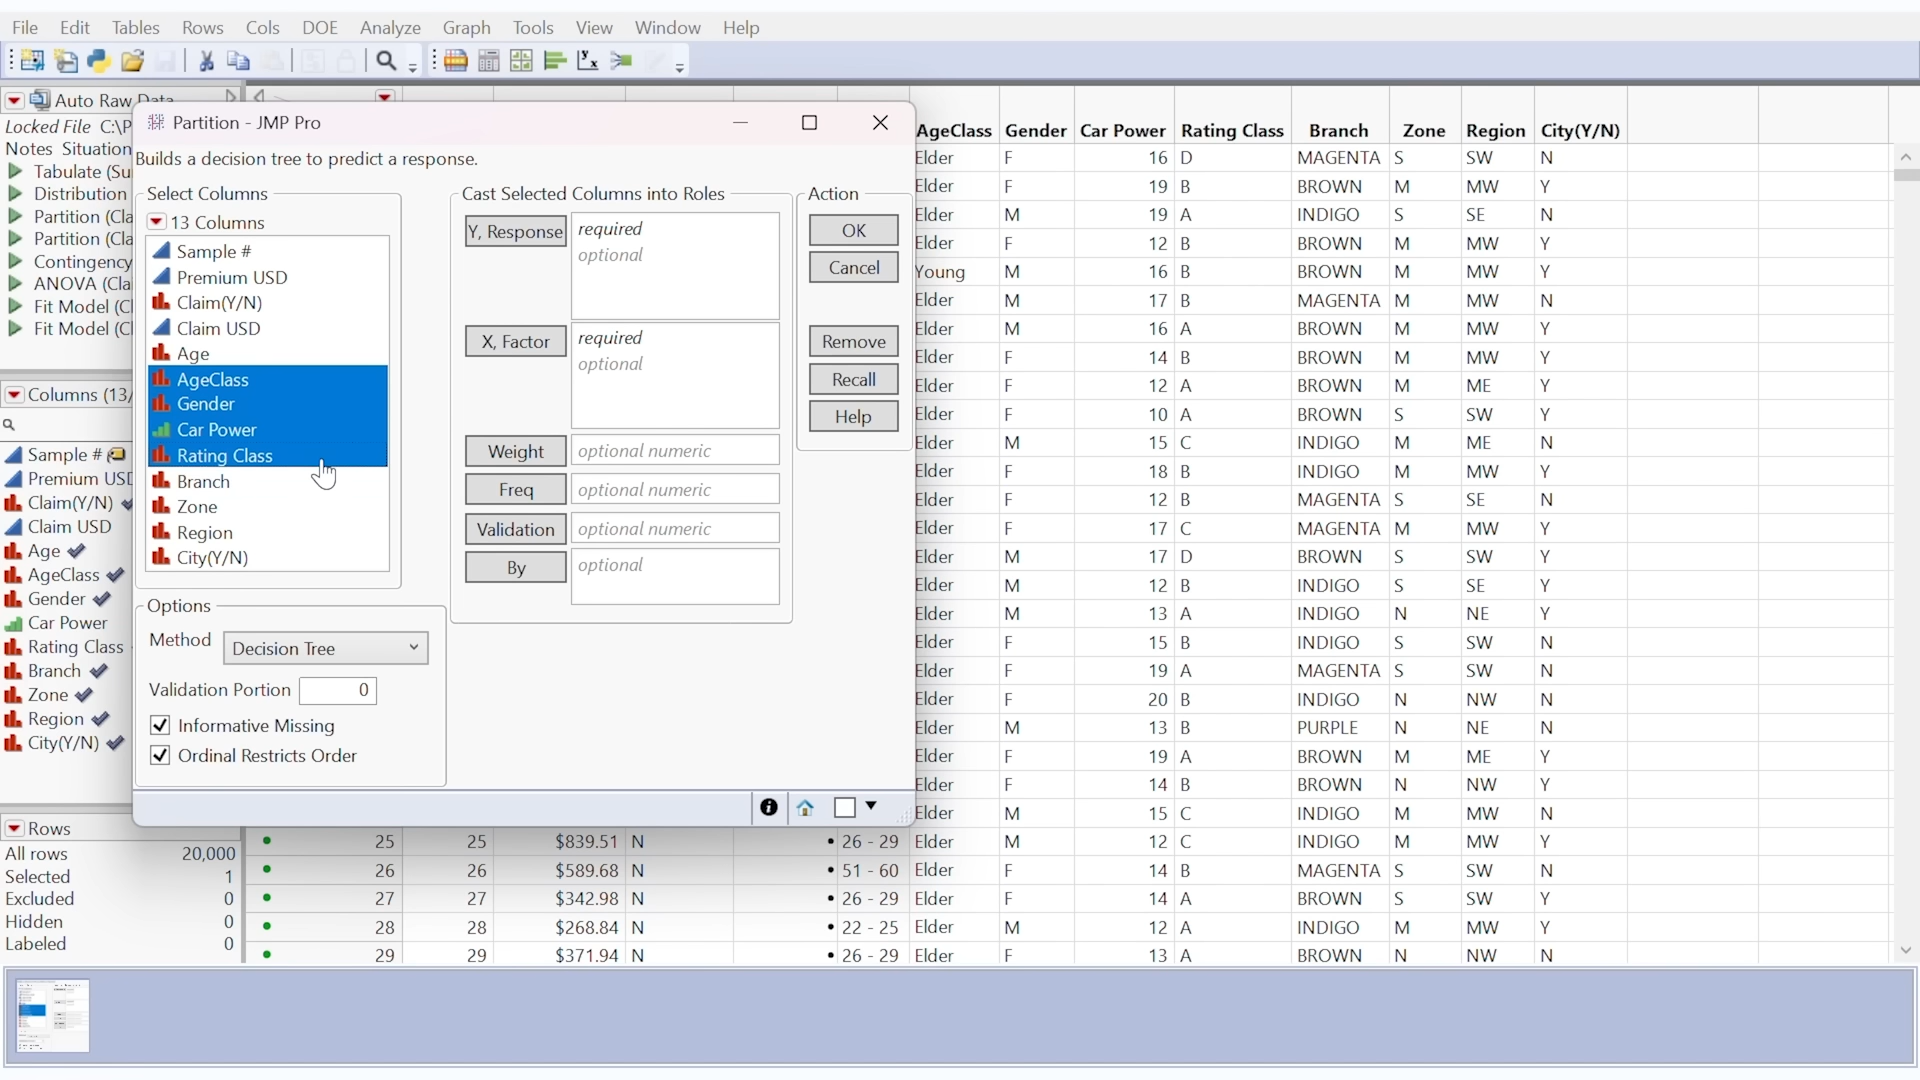 File Edit Tables Rows Cols DOE Analyze Graph Tools View Window Help
Auto Raw Data
Locked File C:\P
Notes Situation
Tabulate (Su
Distribution
Partition (Cla
Partition (Cla
Contingency
ANOVA (Cla
Fit Model (C
Fit Model (C
Columns (13/
Sample #
Premium USD
Claim(Y/N)
Claim USD
Age
AgeClass
Gender
Car Power
Rating Class
Branch
Zone
Region
City(Y/N)
Rows
All rows 20,000
Selected 1
Excluded 0
Hidden 0
Labeled 0
Partition - JMP Pro
Builds a decision tree to predict a response.
Select Columns
13 Columns
Sample #
Premium USD
Claim(Y/N)
Claim USD
Age
AgeClass
Gender
Car Power
Rating Class
Branch
Zone
Region
City(Y/N)
Options
Method Decision Tree
Validation Portion 0
Informative Missing
Ordinal Restricts Order
Cast Selected Columns into Roles
Y, Response required
optional
X, Factor required
optional
Weight optional numeric
Freq optional numeric
Validation optional numeric
By optional
Action
OK
Cancel
Remove
Recall
Help
AgeClass Gender Car Power Rating Class Branch Zone Region City(Y/N)
Elder F 16 D MAGENTA S SW N
Elder F 19 B BROWN M MW Y
Elder M 19 A INDIGO S SE N
Elder F 12 B BROWN M MW Y
Young M 16 B BROWN M MW Y
Elder M 17 B MAGENTA M MW N
Elder M 16 A BROWN M MW Y
Elder F 14 B BROWN M MW Y
Elder F 12 A BROWN M ME Y
Elder F 10 A BROWN S SW Y
Elder M 15 C INDIGO M ME N
Elder F 18 B INDIGO M MW Y
Elder F 12 B MAGENTA S SE N
Elder F 17 C MAGENTA M MW Y
Elder M 17 D BROWN S SW Y
Elder M 12 B INDIGO S SE Y
Elder M 13 A INDIGO N NE Y
Elder F 15 B INDIGO S SW N
Elder F 19 A MAGENTA S SW N
Elder F 20 B INDIGO N NW N
Elder M 13 B PURPLE N NE N
Elder F 19 A BROWN M ME Y
Elder F 14 B BROWN N NW Y
Elder M 15 C INDIGO M MW N
25 25 $839.51 N • 26 - 29 Elder M 12 C INDIGO M MW Y
26 26 $589.68 N • 51 - 60 Elder F 14 B MAGENTA S SW N
27 27 $342.98 N • 26 - 29 Elder F 14 A BROWN S SW Y
28 28 $268.84 N • 22 - 25 Elder M 12 A INDIGO M MW Y
29 29 $371.94 N • 26 - 29 Elder F 13 A BROWN N NW N